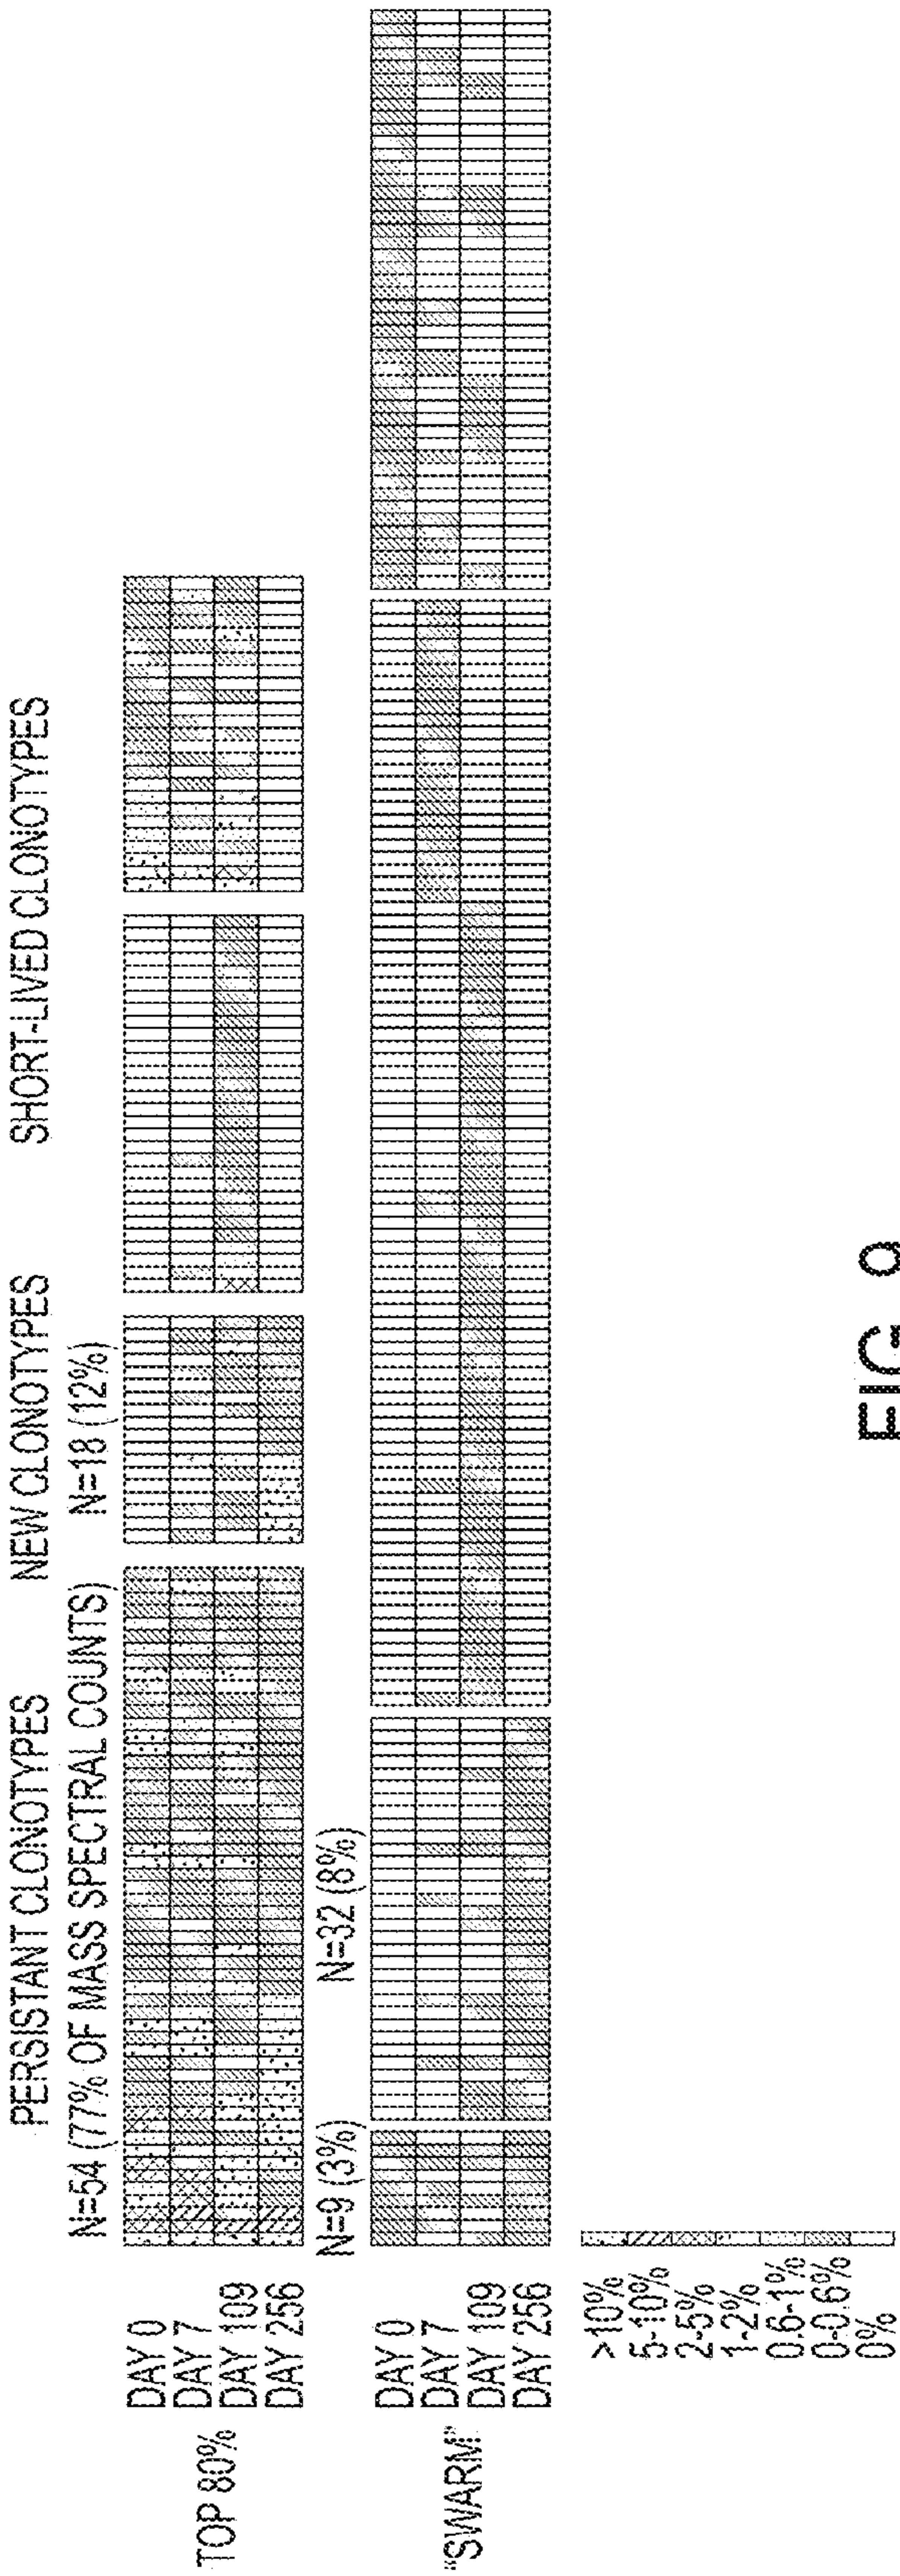 PERSISTANT CLONOTYPES NEW CLONOTYPES SHORT-LIVED CLONOTYPES
N=54 (77% OF MASS SPECTRAL COUNTS) N=18 (12%)
TOP 80%
DAY 0
DAY 7
DAY 109
DAY 256
N=9 (3%) N=32 (8%)
"SWARM"
DAY 0
DAY 7
DAY 109
DAY 256
>10%
5-10%
2-5%
1-2%
0.6-1%
0-0.6%
0%
FIG. 9